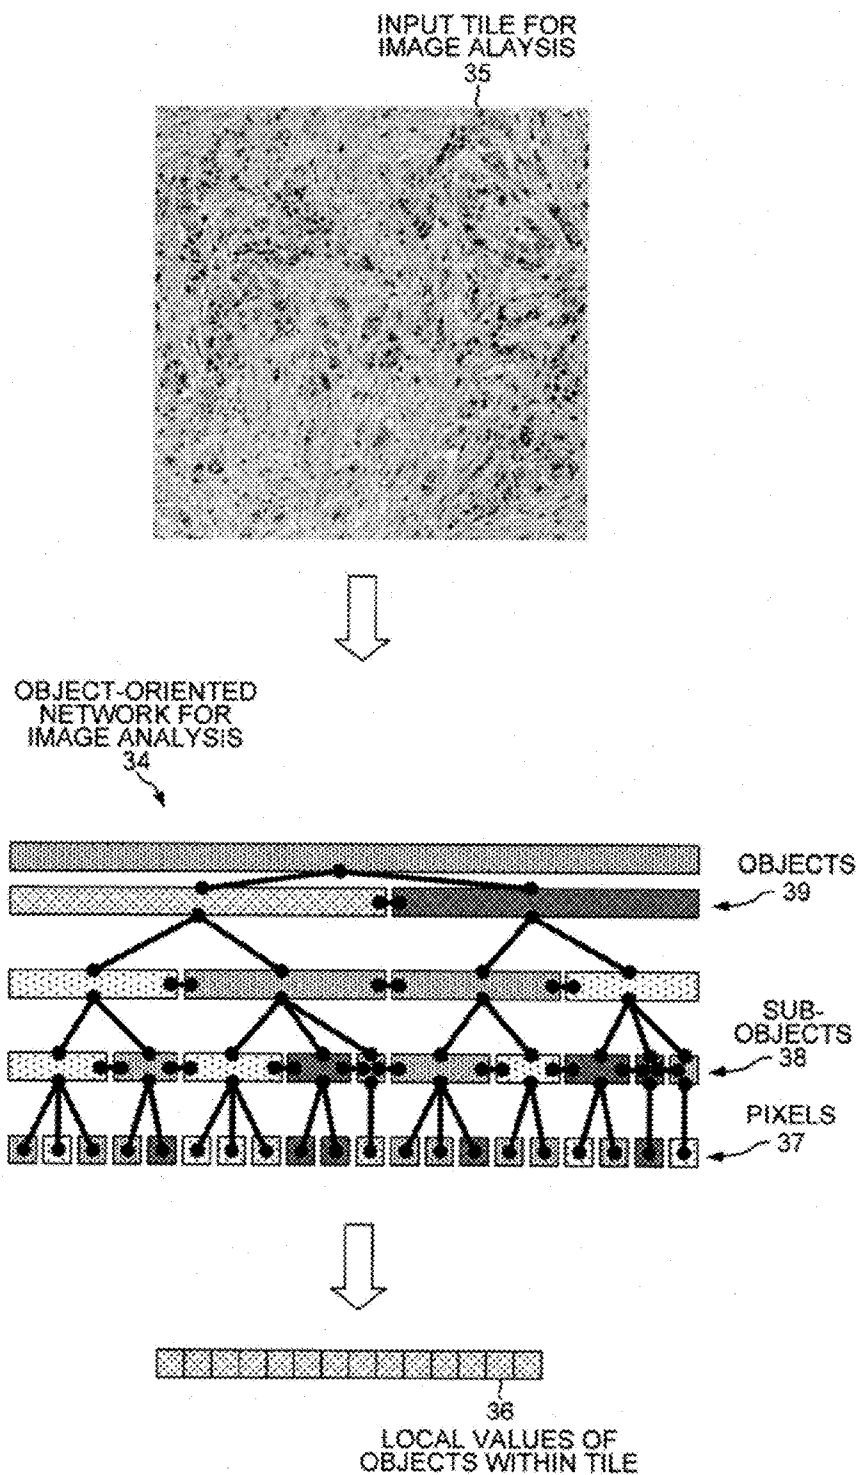 INPUT TILE FOR
IMAGE ALAYSIS
35
OBJECT-ORIENTED
NETWORK FOR
IMAGE ANALYSIS
34
OBJECTS
39
SUB-
OBJECTS
38
PIXELS
37
36
LOCAL VALUES OF
OBJECTS WITHIN TILE